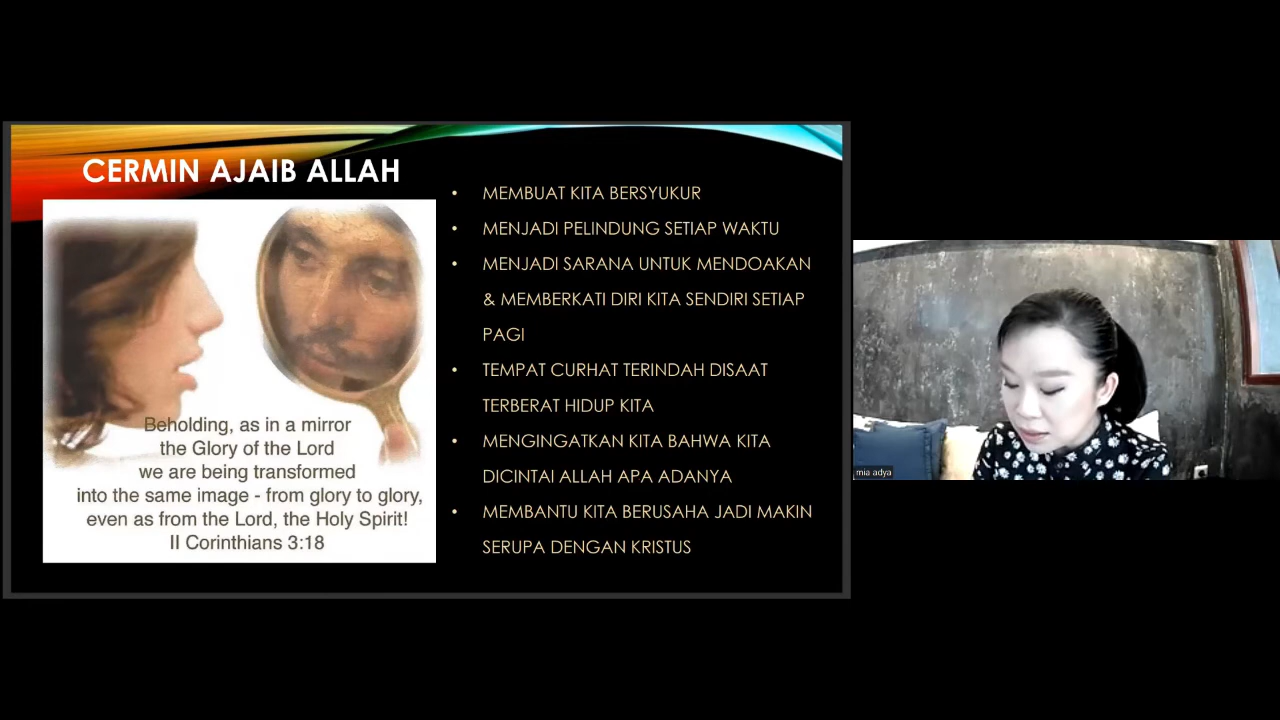 CERMIN AJAIB ALLAH
Beholding, as in a mirror
the Glory of the Lord
we are being transformed
into the same image - from glory to glory,
even as from the Lord, the Holy Spirit!
II Corinthians 3:18
• MEMBUAT KITA BERSYUKUR
• MENJADI PELINDUNG SETIAP WAKTU
• MENJADI SARANA UNTUK MENDOAKAN
& MEMBERKATI DIRI KITA SENDIRI SETIAP
PAGI
• TEMPAT CURHAT TERINDAH DISAAT
TERBERAT HIDUP KITA
• MENGINGATKAN KITA BAHWA KITA
DICINTAI ALLAH APA ADANYA
• MEMBANTU KITA BERUSAHA JADI MAKIN
SERUPA DENGAN KRISTUS
mia adya